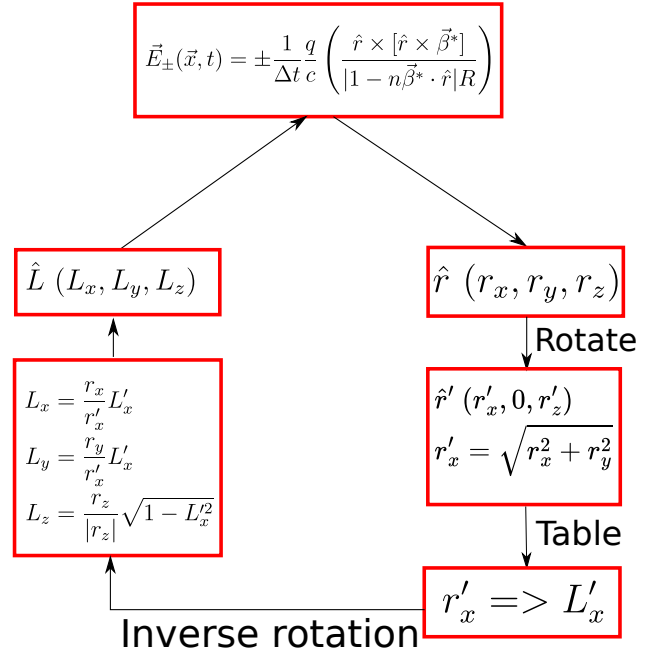 $\vec{E}_{\pm}(\vec{x},t) = \pm\frac{1}{\Delta t}\frac{q}{c}\left(\frac{\hat{r}\times[\hat{r}\times\vec{\beta}^{*}]}{|1-n\vec{\beta}^{*}\cdot\hat{r}|R}\right)$
$\hat{L}\ (L_x, L_y, L_z)$
$\hat{r}\ (r_x, r_y, r_z)$
Rotate
$\hat{r}'\ (r'_x, 0, r'_z)$
$r'_x = \sqrt{r_x^2 + r_y^2}$
$L_x = \frac{r_x}{r'_x}L'_x$
$L_y = \frac{r_y}{r'_x}L'_x$
$L_z = \frac{r_z}{|r_z|}\sqrt{1 - L'^2_x}$
Table
$r'_x => L'_x$
Inverse rotation